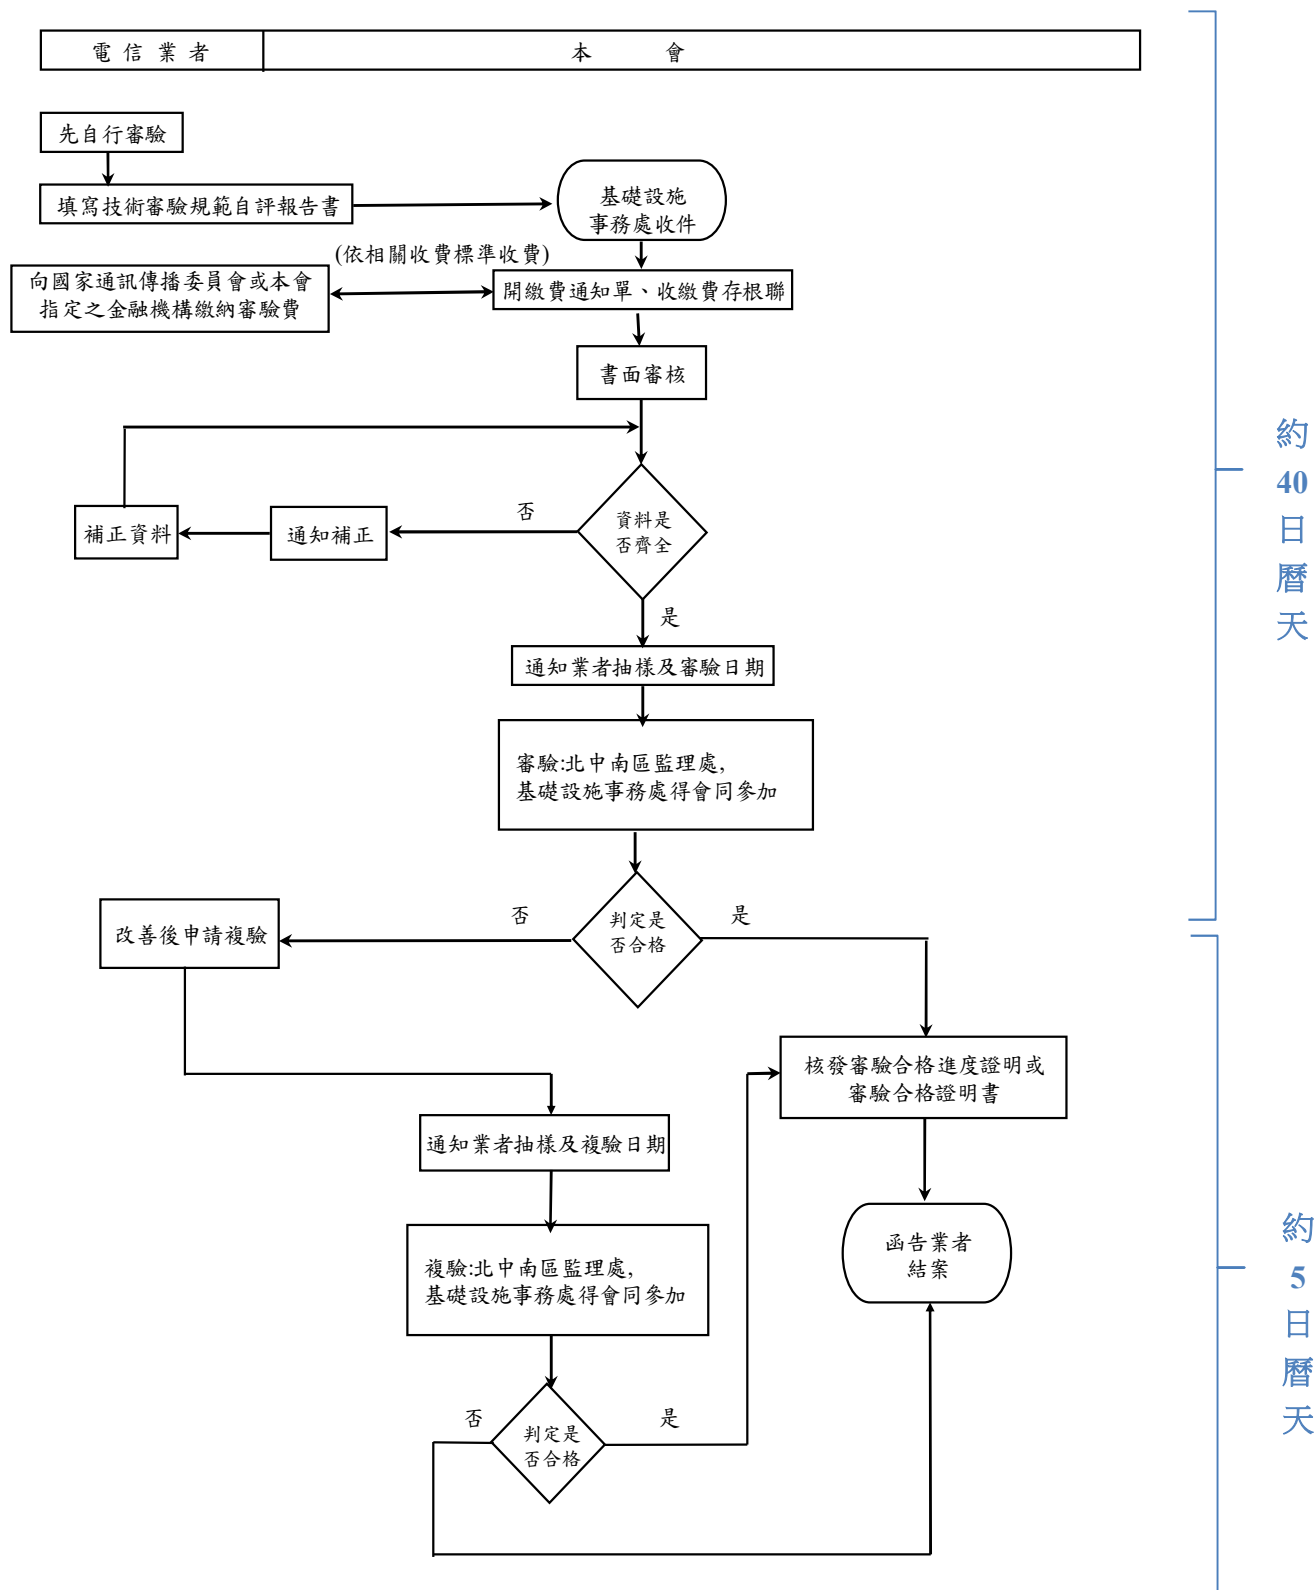 電信業者
本會
先自行審驗
填寫技術審驗規範自評報告書
基礎設施
事務處收件
(依相關收費標準收費)
向國家通訊傳播委員會或本會
指定之金融機構繳納審驗費
開繳費通知單、收繳費存根聯
書面審核
約
40
日
曆
天
資料是
否齊全
否
通知補正
補正資料
是
通知業者抽樣及審驗日期
審驗:北中南區監理處,
基礎設施事務處得會同參加
判定是
否合格
否
是
改善後申請複驗
核發審驗合格進度證明或
審驗合格證明書
通知業者抽樣及複驗日期
函告業者
結案
複驗:北中南區監理處,
基礎設施事務處得會同參加
約
5
日
曆
天
否
是
判定是
否合格